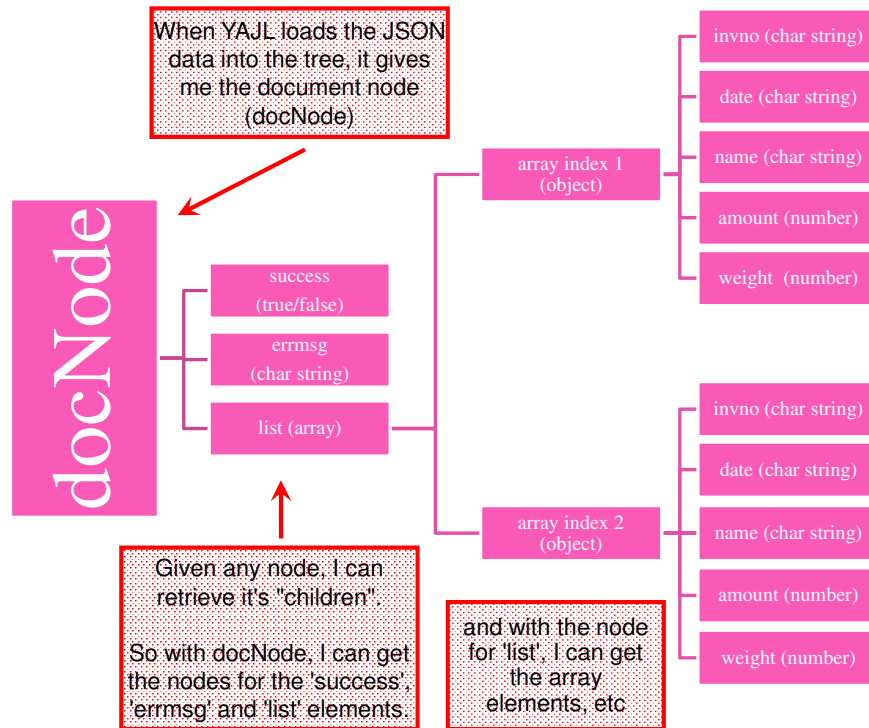 When YAJL loads the JSON
data into the tree, it gives
me the document node
(docNode)
docNode
success
(true/false)
errmsg
(char string)
list (array)
array index 1
(object)
invno (char string)
date (char string)
name (char string)
amount (number)
weight  (number)
array index 2
(object)
invno (char string)
date (char string)
name (char string)
amount (number)
weight (number)
Given any node, I can
retrieve it's "children".
So with docNode, I can get
the nodes for the 'success',
'errmsg' and 'list' elements.
and with the node
for 'list', I can get
the array
elements, etc